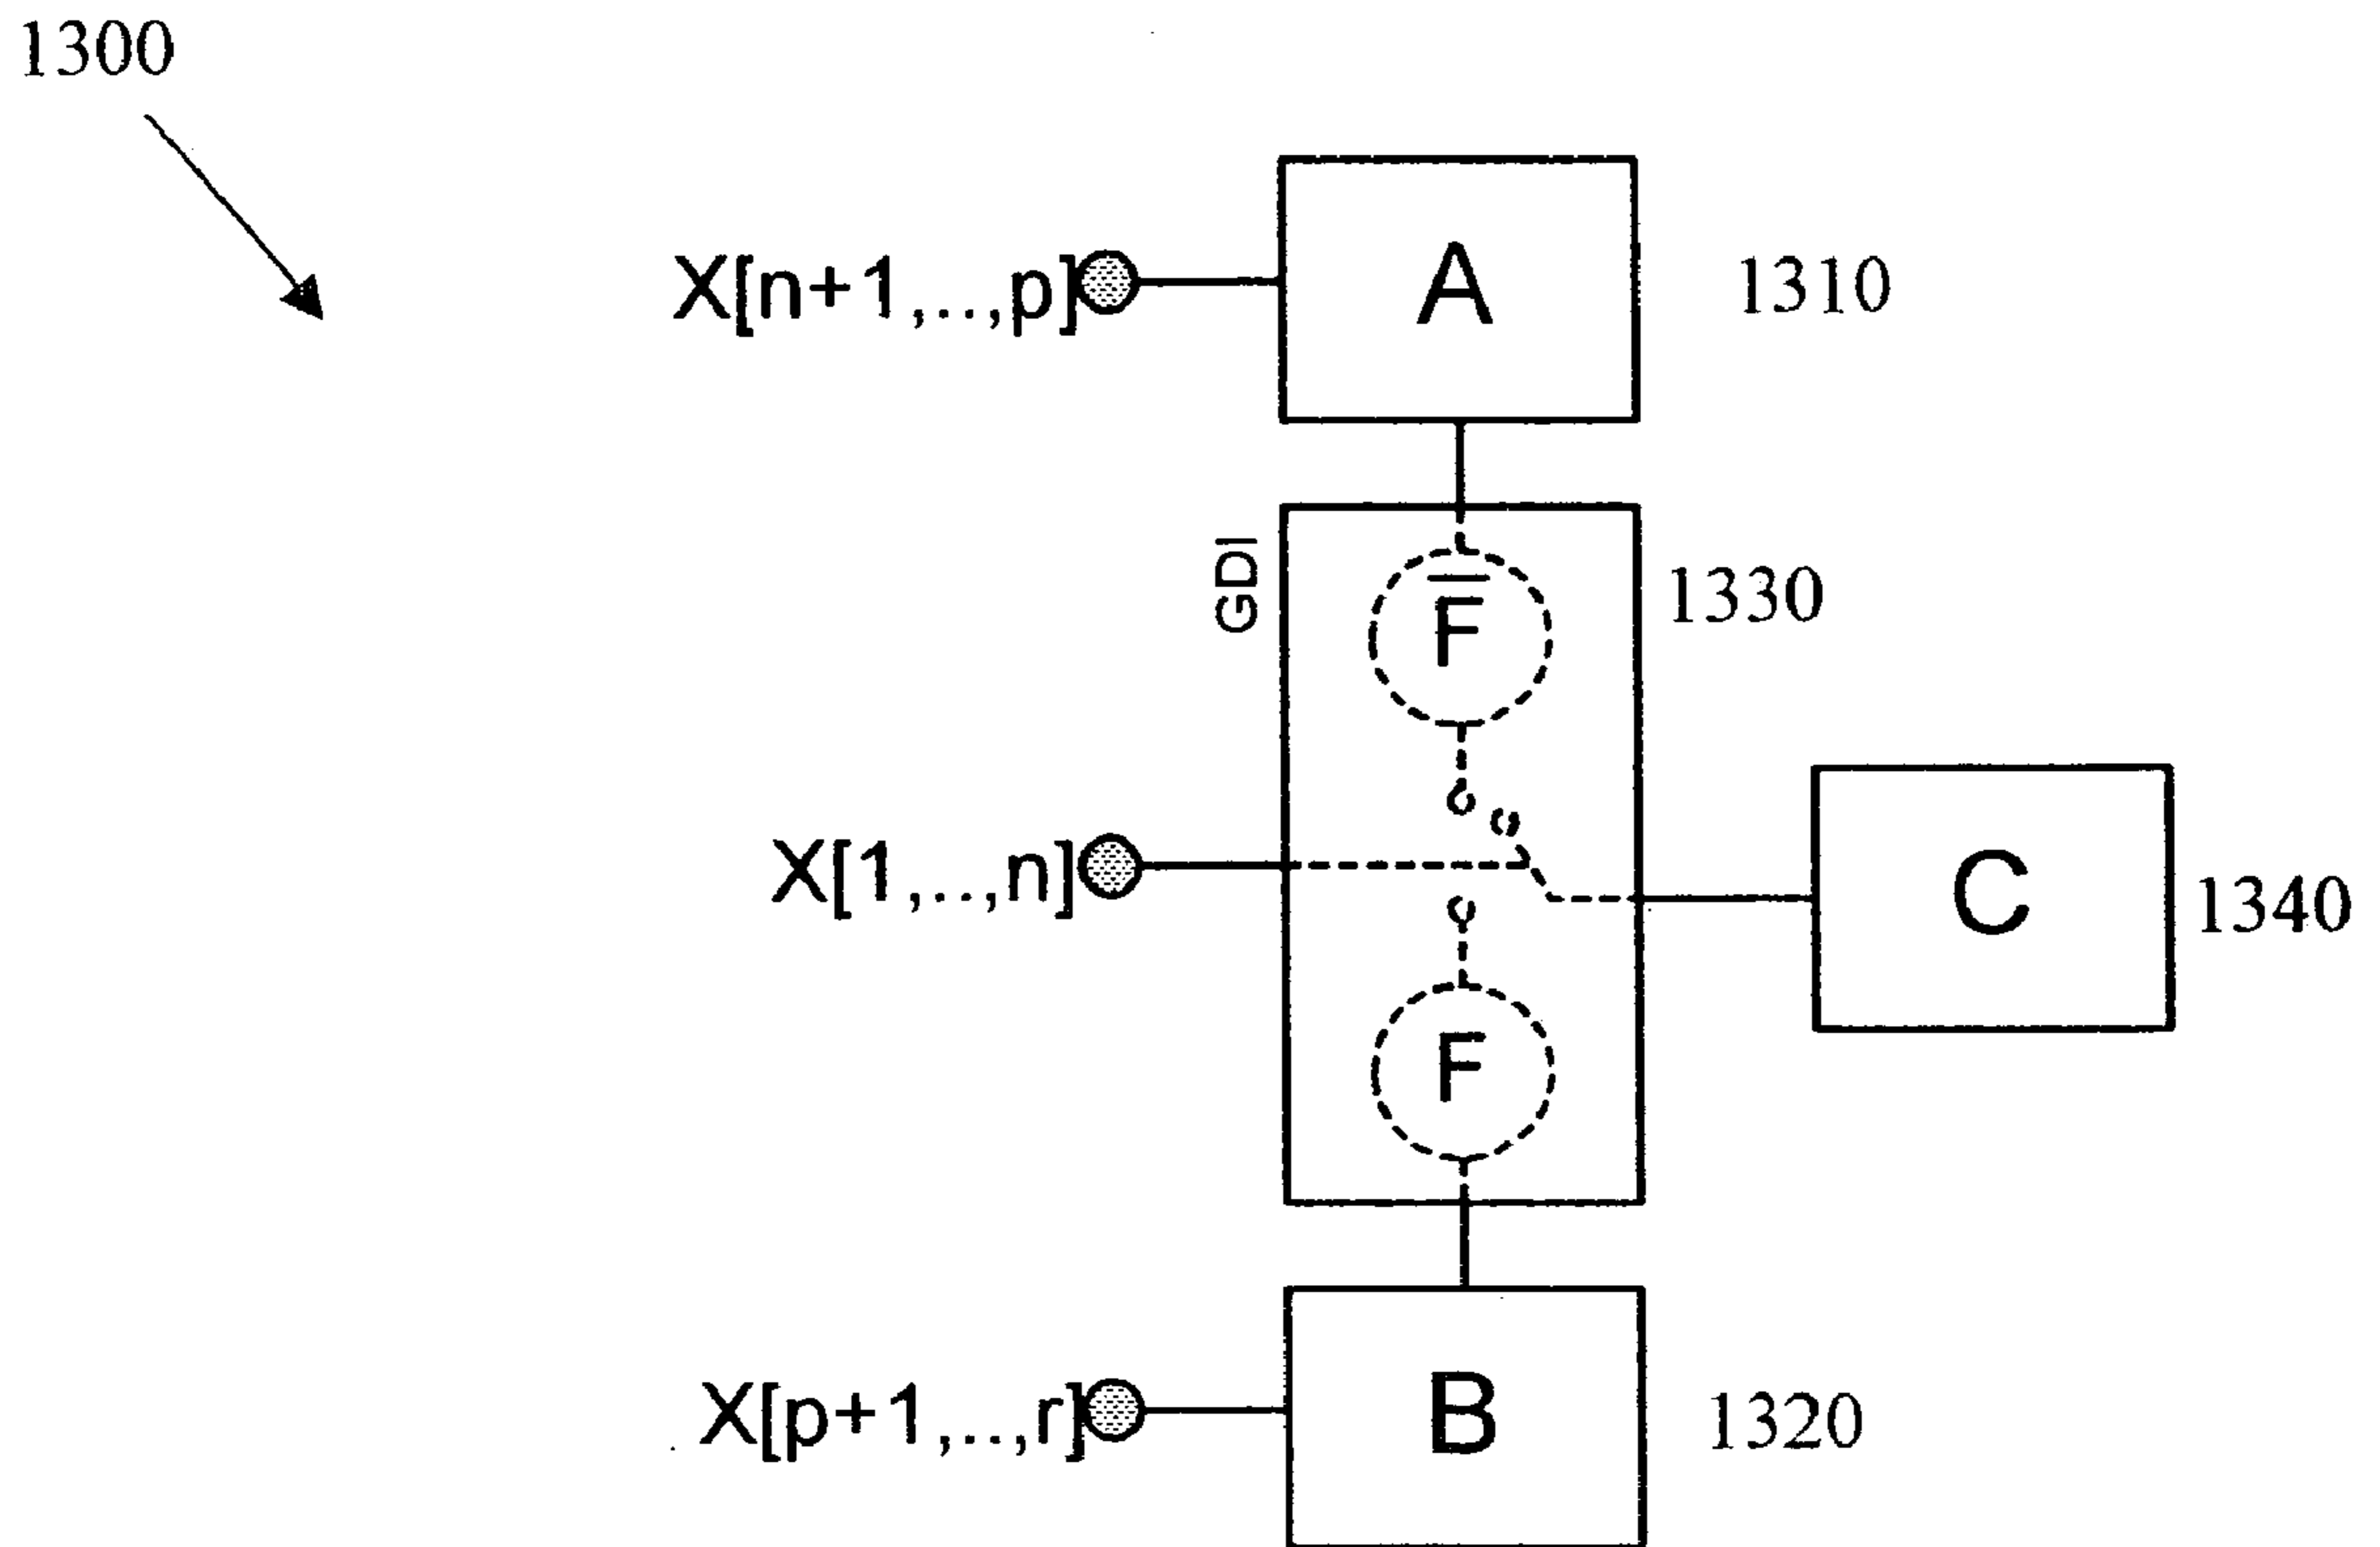 1300
X[n+1,..,p]
A
1310
GDI
F̅
1330
X[1,..,n]
C
1340
F
X[p+1,..,r]
B
1320